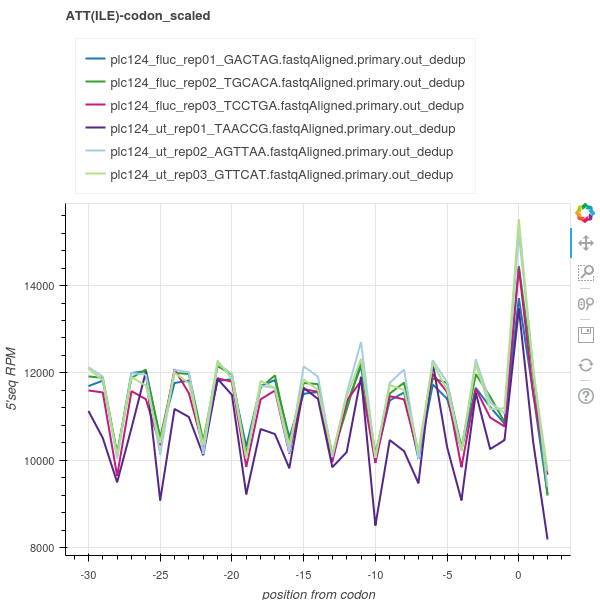 ATT(ILE)-codon_scaled
plc124_fluc_rep01_GACTAG.fastqAligned.primary.out_dedup
plc124_fluc_rep02_TGCACA.fastqAligned.primary.out_dedup
plc124_fluc_rep03_TCCTGA.fastqAligned.primary.out_dedup
plc124_ut_rep01_TAACCG.fastqAligned.primary.out_dedup
plc124_ut_rep02_AGTTAA.fastqAligned.primary.out_dedup
plc124_ut_rep03_GTTCAT.fastqAligned.primary.out_dedup
5'seq RPM
14000
12000
10000
8000
-30 -25 -20 -15 -10 -5 0
position from codon